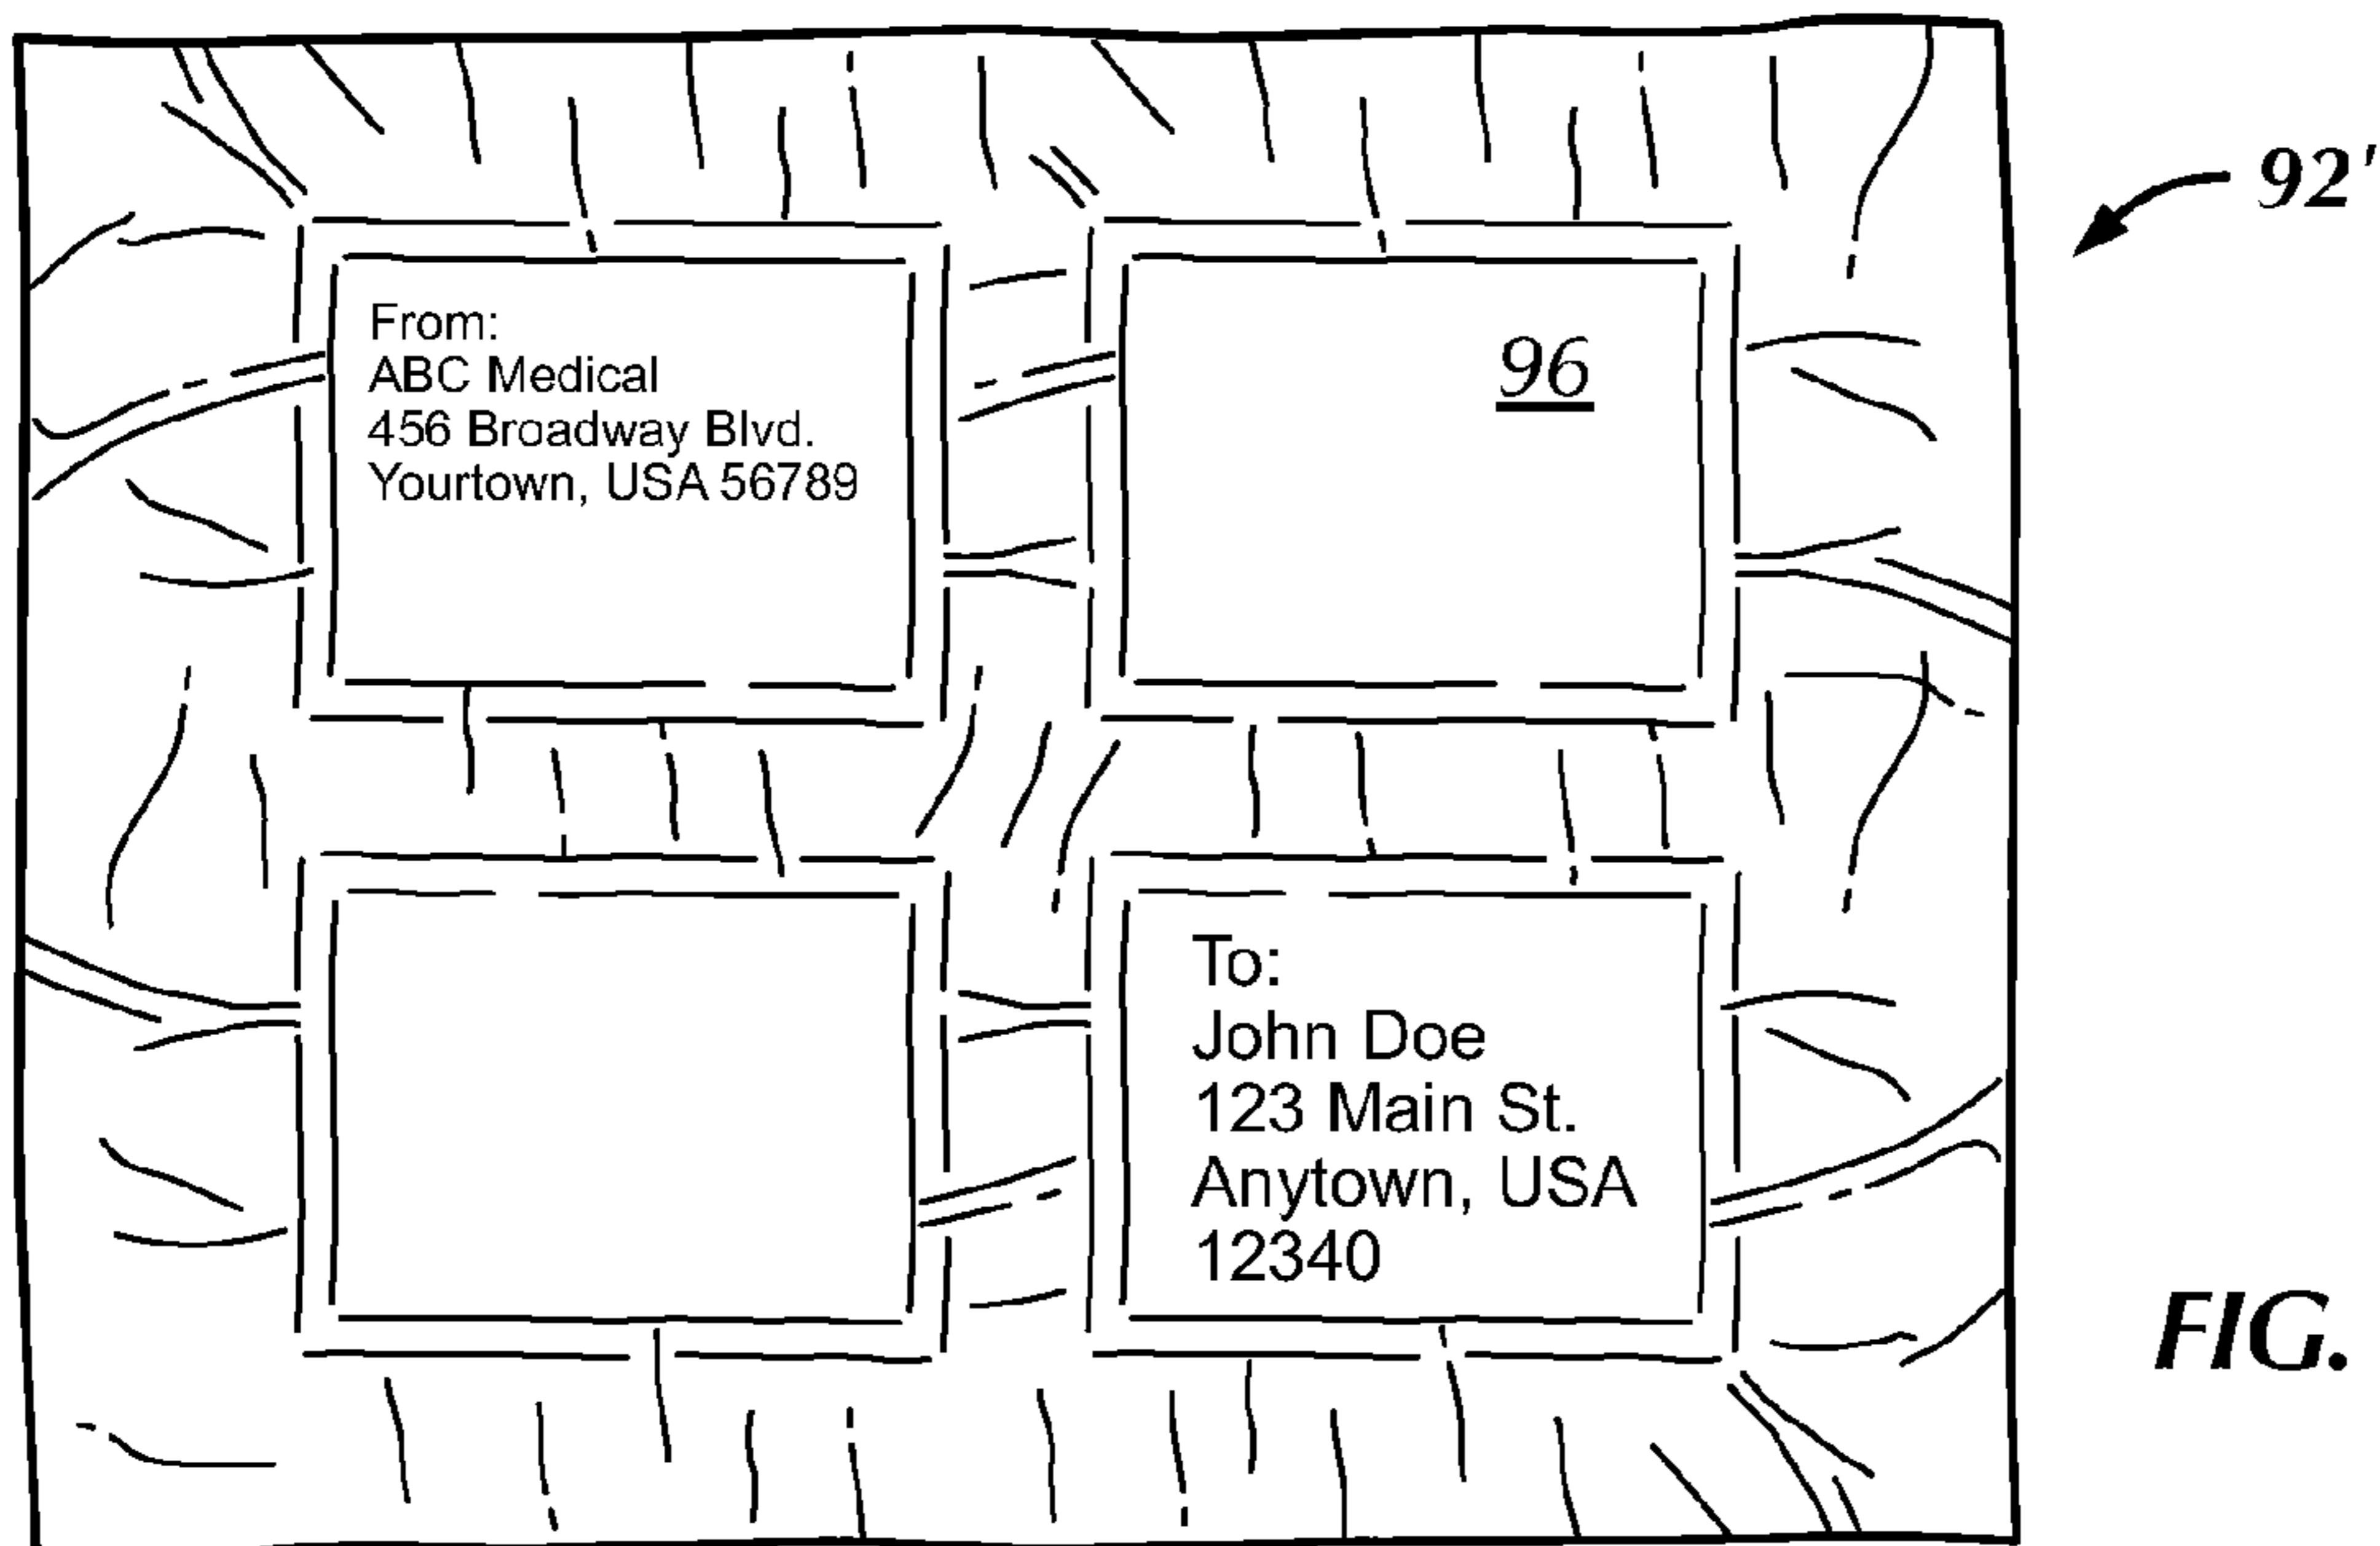 92'
From:
ABC Medical
456 Broadway Blvd.
Yourtown, USA 56789
96
To:
John Doe
123 Main St.
Anytown, USA
12340
FIG.